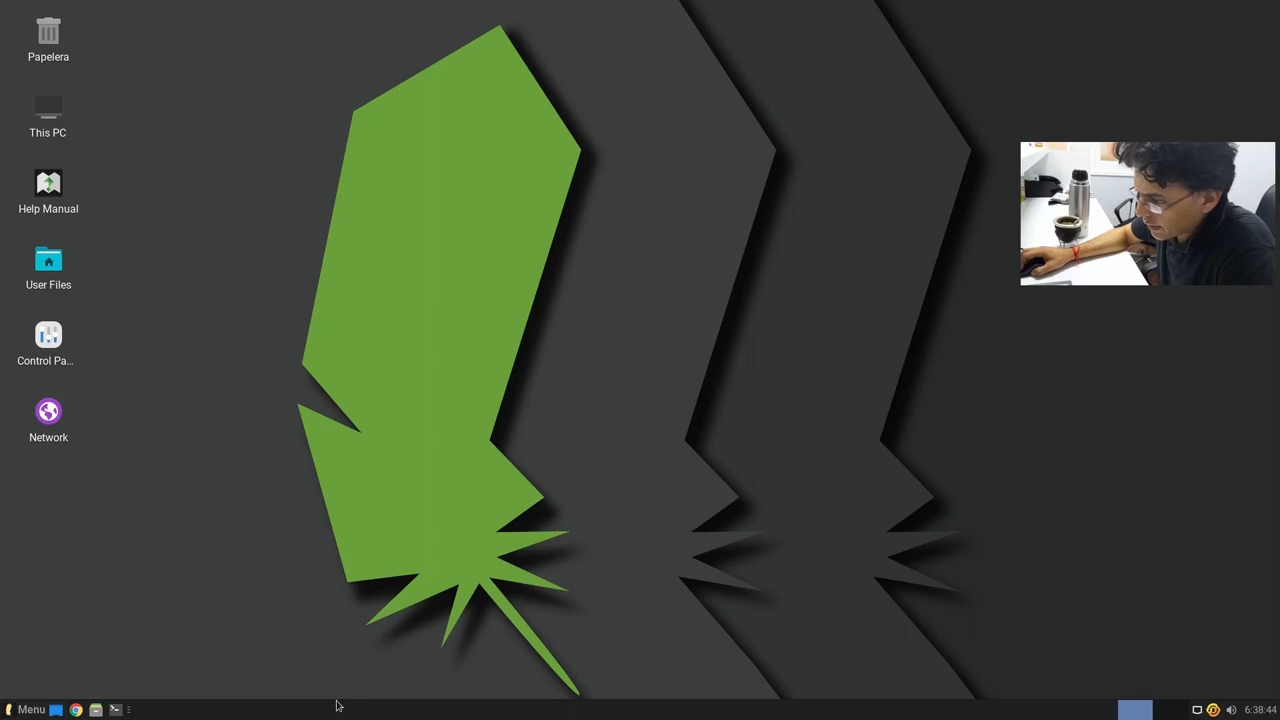 Papelera
This PC
Help Manual
User Files
Control Pa...
Network
Menu
6:38:44